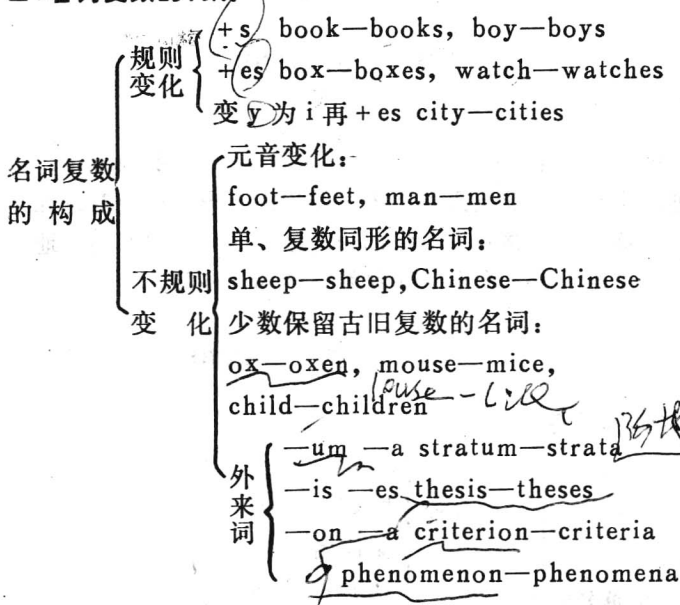 +s book—books, boy—boys
规则
变化
+es box—boxes, watch—watches
变 y 为 i 再 + es city—cities
名词复数
的构成
元音变化:
foot—feet, man—men
单、复数同形的名词:
不规则
变化
sheep—sheep,Chinese—Chinese
少数保留古旧复数的名词:
ox—oxen, mouse—mice,
louse - lice
child—children
外来词
—um —a stratum—strata
—is —es thesis—theses
—on —a criterion—criteria
phenomenon—phenomena